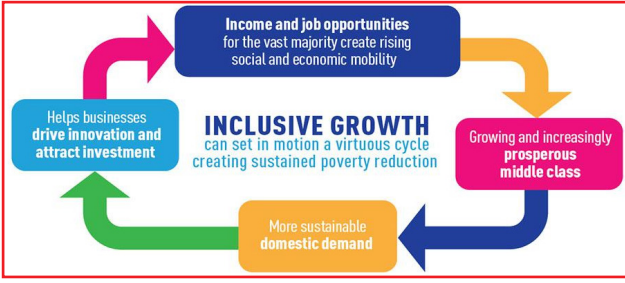 Income and job opportunities
for the vast majority create rising
social and economic mobility
Growing and increasingly
prosperous
middle class
More sustainable
domestic demand
Helps businesses
drive innovation and
attract investment
INCLUSIVE GROWTH
can set in motion a virtuous cycle
creating sustained poverty reduction